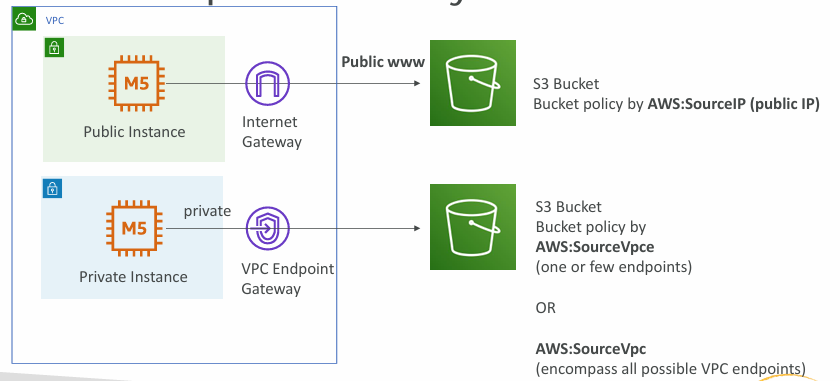 VPC
M5
Public Instance
Internet
Gateway
Public www
S3 Bucket
Bucket policy by AWS:SourceIP (public IP)
M5
Private Instance
private
VPC Endpoint
Gateway
S3 Bucket
Bucket policy by
AWS:SourceVpce
(one or few endpoints)
OR
AWS:SourceVpc
(encompass all possible VPC endpoints)